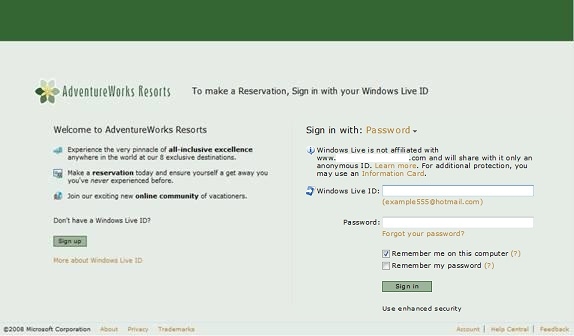 AdventureWorks Resorts
To make a Reservation, Sign in with your Windows Live ID
Welcome to AdventureWorks Resorts
Experience the very pinnacle of all-inclusive excellence
anywhere in the world at our 8 exclusive destinations.
Make a reservation today and ensure yourself a get away you
you've never experienced before.
Join our exciting new online community of vacationers.
Don't have a Windows Live ID?
Sign up
More about Windows Live ID
Sign in with: Password
Windows Live is not affiliated with
www. .com and will share with it only an
anonymous ID. Learn more. For additional protection, you
may use an Information Card.
Windows Live ID:
(example555@hotmail.com)
Password:
Forgot your password?
Remember me on this computer (?)
Remember my password (?)
Sign in
Use enhanced security
©2008 Microsoft Corporation About Privacy Trademarks Account | Help Central | Feedback